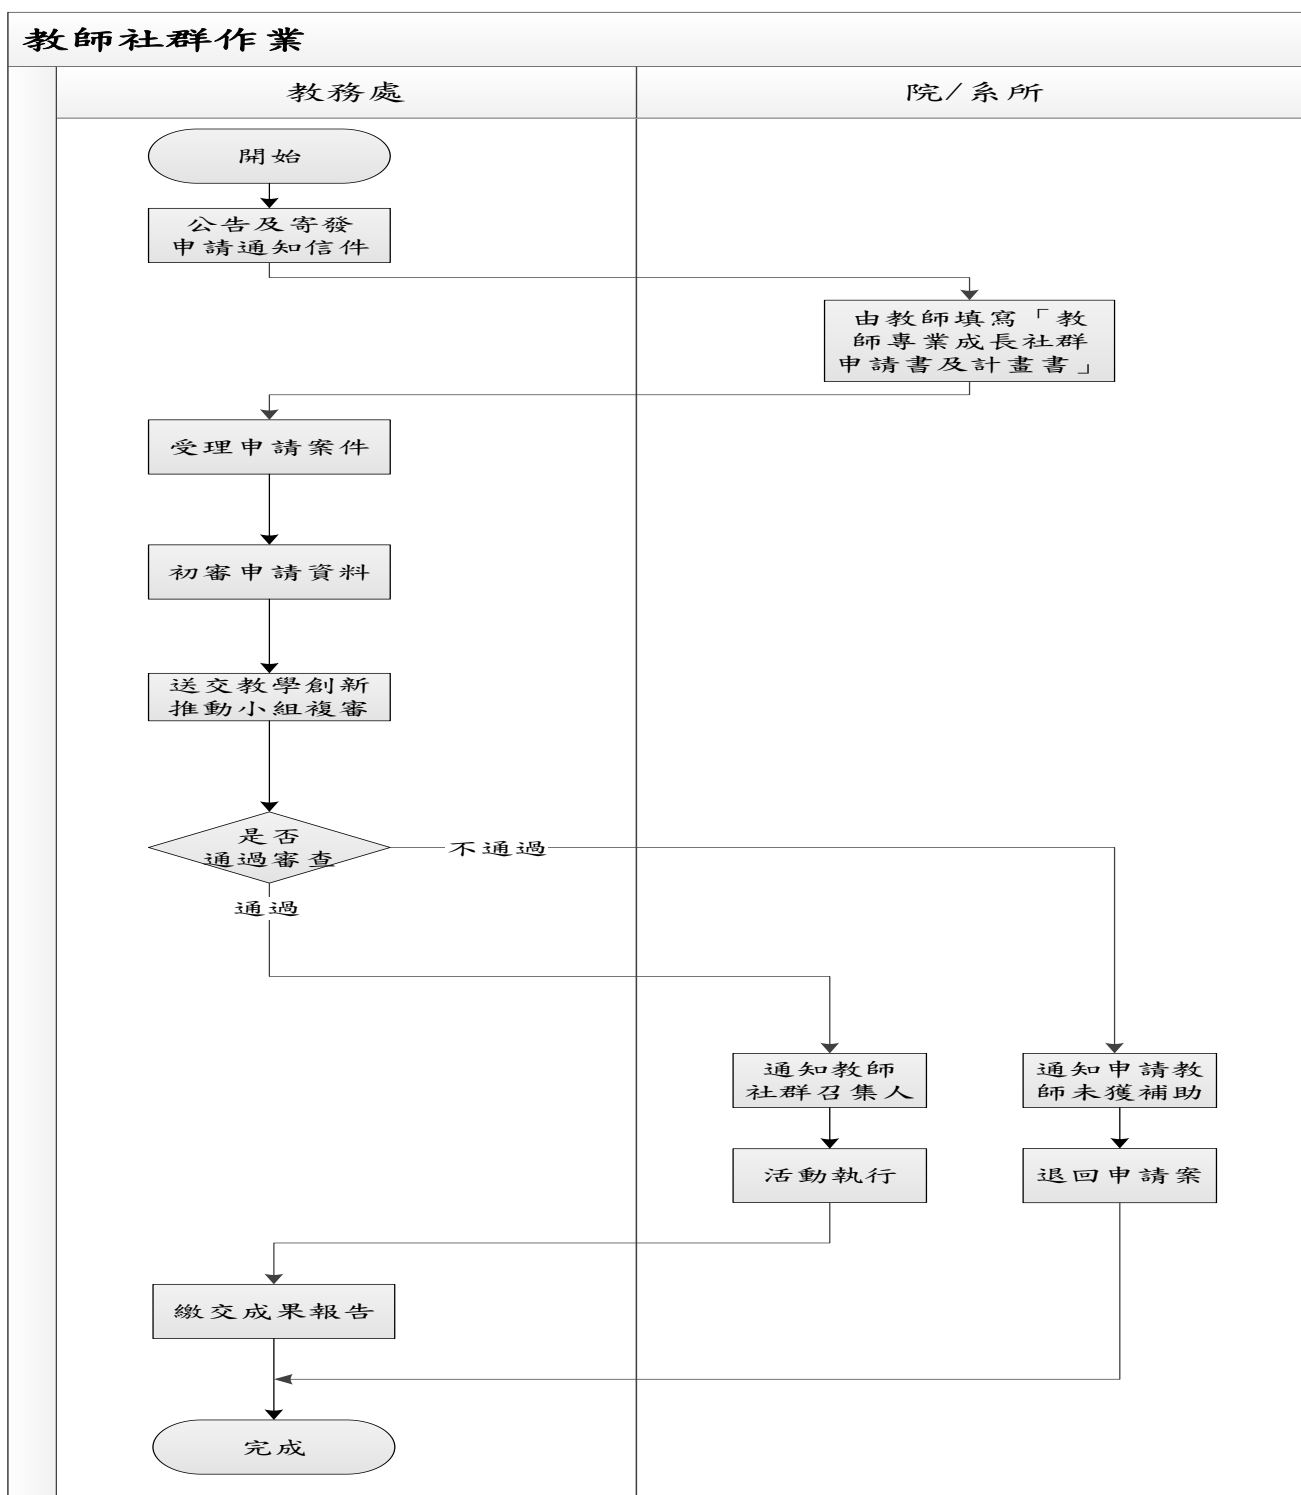 教師社群作業
教務處
院/系所
開始
公告及寄發
申請通知信件
由教師填寫「教
師專業成長社群
申請書及計畫書」
受理申請案件
初審申請資料
送交教學創新
推動小組複審
是否
通過審查
不通過
通過
通知教師
社群召集人
通知申請教
師未獲補助
活動執行
退回申請案
繳交成果報告
完成